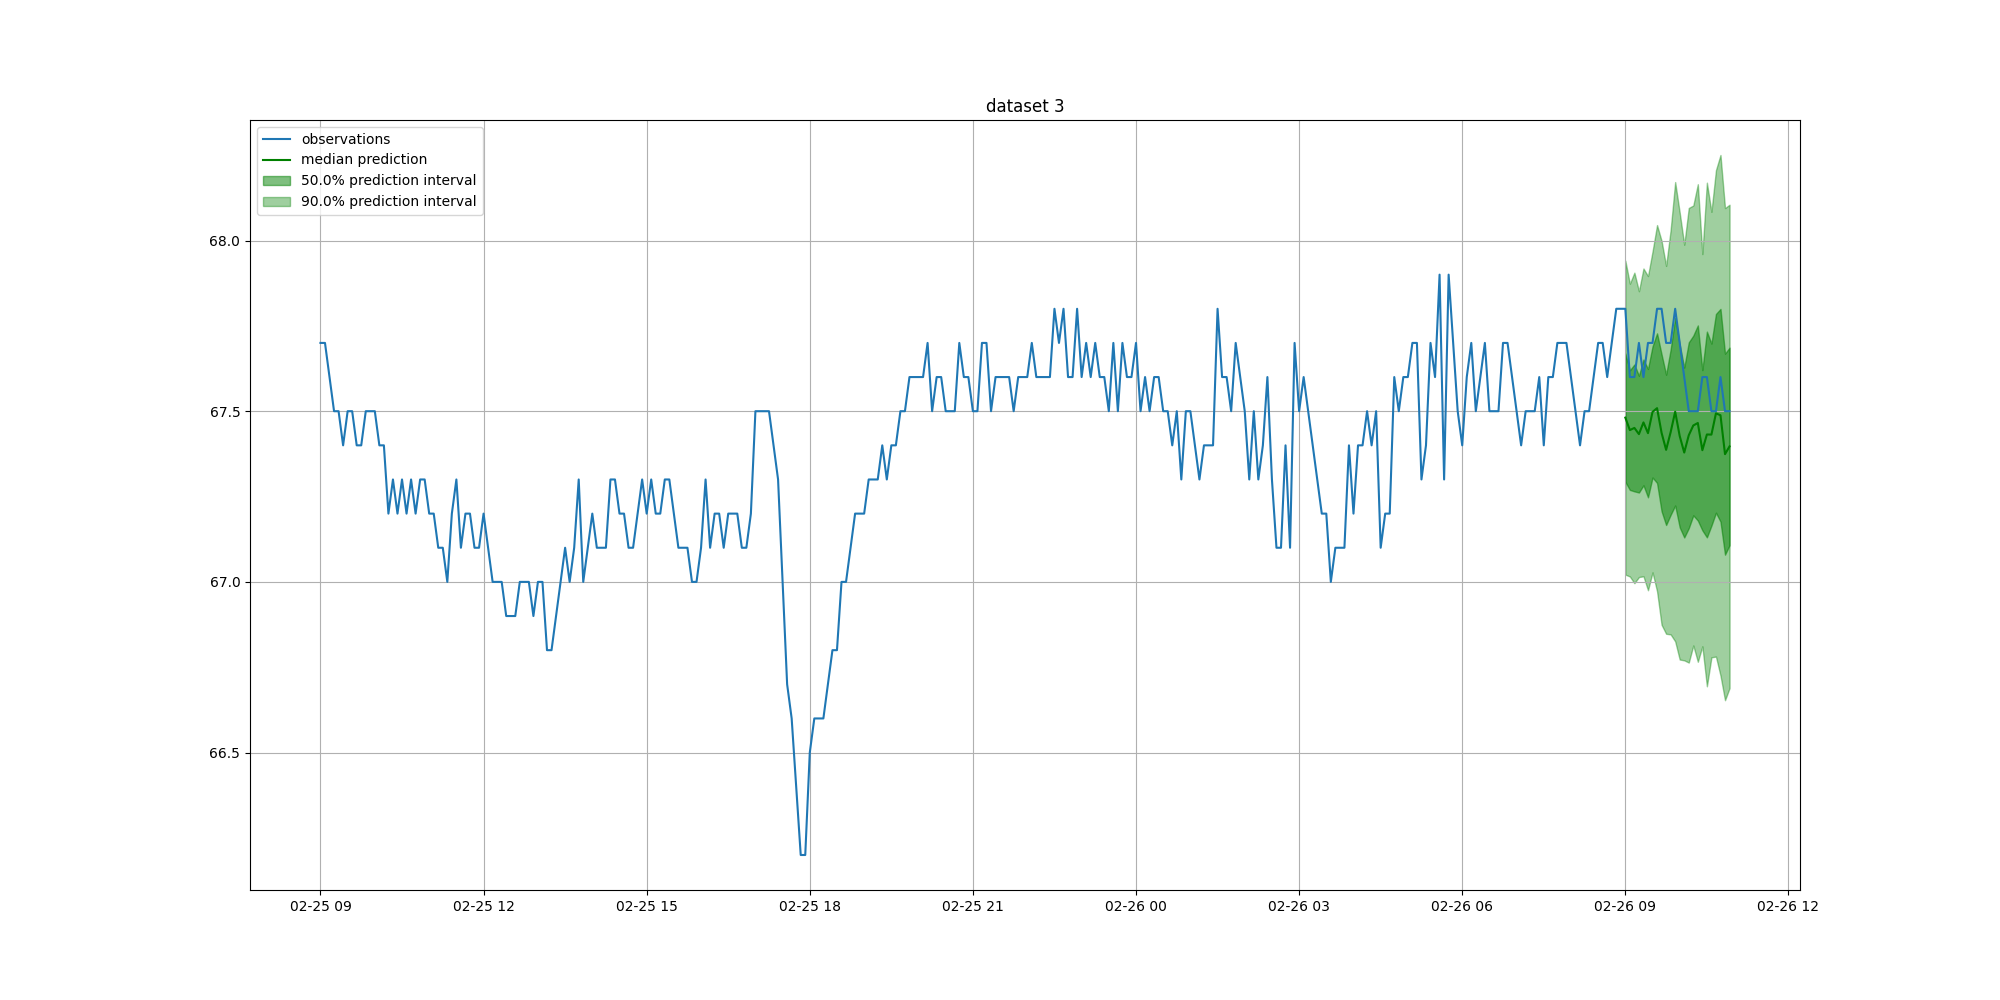 dataset 3
observations
median prediction
50.0% prediction interval
90.0% prediction interval
68.0
67.5
67.0
66.5
02-25 09 02-25 12 02-25 15 02-25 18 02-25 21 02-26 00 02-26 03 02-26 06 02-26 09 02-26 12